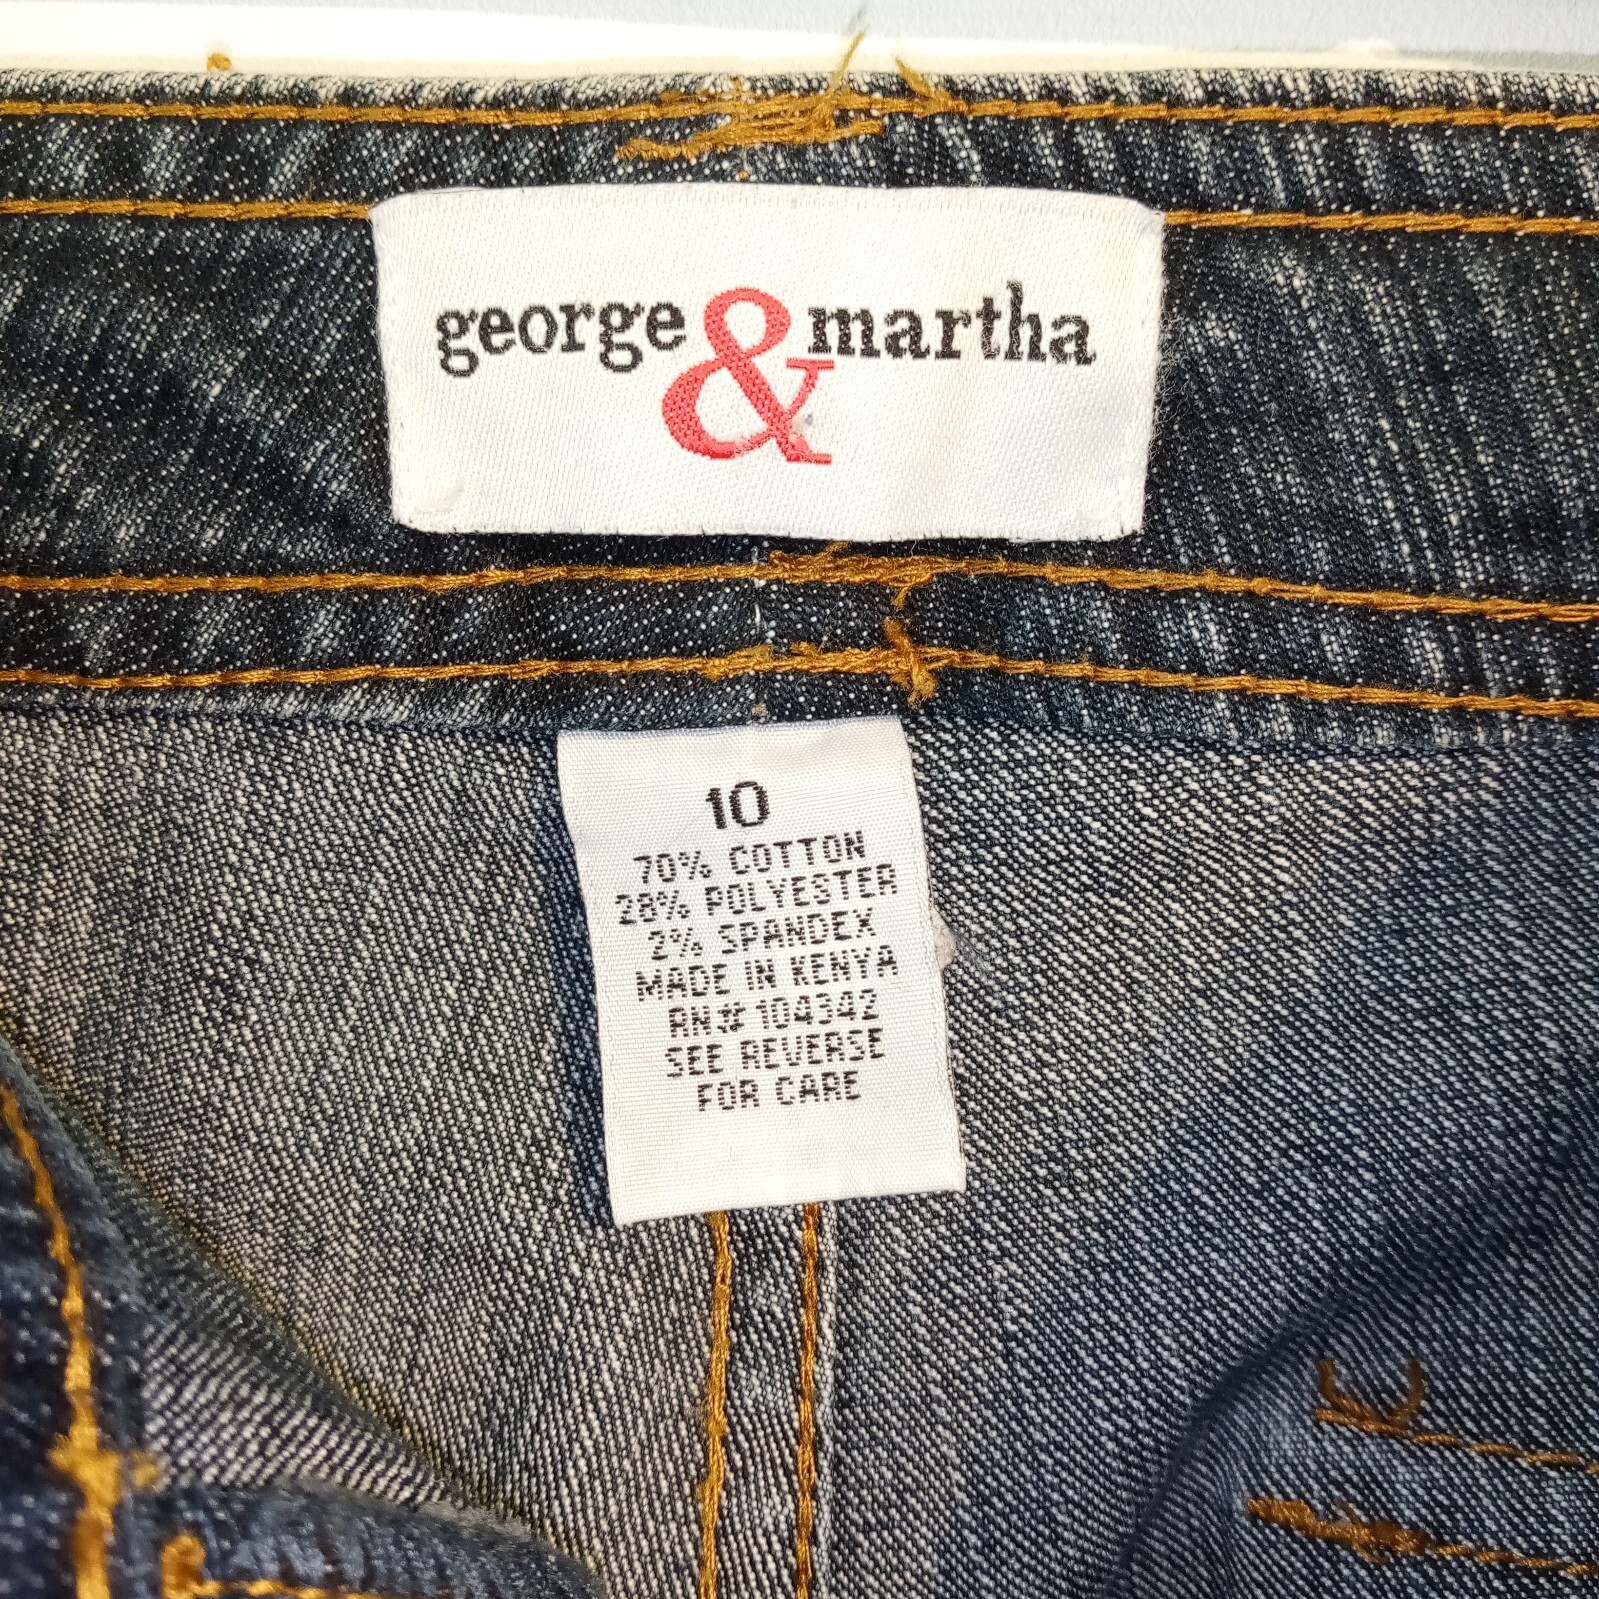 george & martha
10
70% COTTON
28% POLYESTER
2% SPANDEX
MADE IN KENYA
RN# 104342
SEE REVERSE
FOR CARE